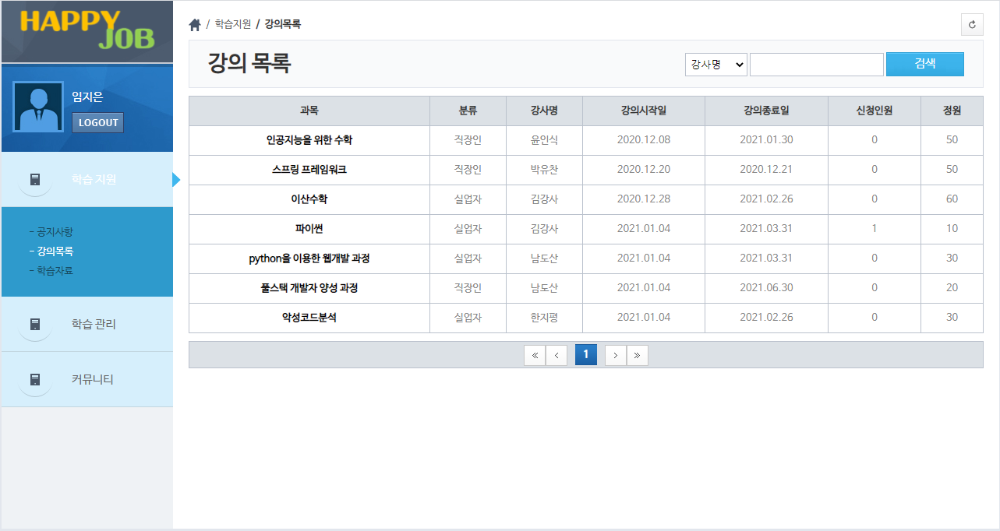 HAPPY
JOB
임지은
LOGOUT
학습 지원
- 공지사항
- 강의목록
- 학습자료
학습 관리
커뮤니티
/ 학습지원 / 강의목록
강의 목록
강사명 검색
과목 분류 강사명 강의시작일 강의종료일 신청인원 정원
인공지능을 위한 수학 직장인 윤인식 2020.12.08 2021.01.30 0 50
스프링 프레임워크 직장인 박유찬 2020.12.20 2020.12.21 0 50
이산수학 실업자 김강사 2020.12.28 2021.02.26 0 60
파이썬 실업자 김강사 2021.01.04 2021.03.31 1 10
python을 이용한 웹개발 과정 실업자 남도산 2021.01.04 2021.03.31 0 30
풀스택 개발자 양성 과정 직장인 남도산 2021.01.04 2021.06.30 0 20
악성코드분석 실업자 한지평 2021.01.04 2021.02.26 0 30
« ‹ 1 › »